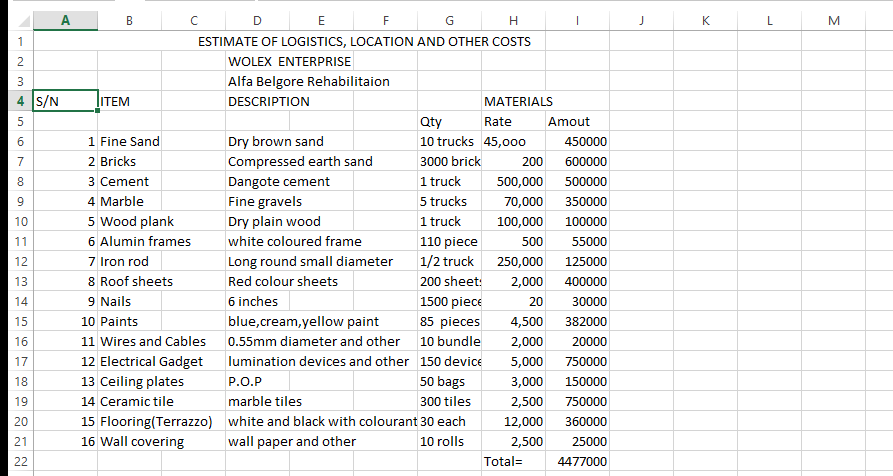 A B C D E F G H I J K L M
1 ESTIMATE OF LOGISTICS, LOCATION AND OTHER COSTS
2 WOLEX ENTERPRISE
3 Alfa Belgore Rehabilitaion
4 S/N ITEM DESCRIPTION MATERIALS
5 Qty Rate Amout
6 1 Fine Sand Dry brown sand 10 trucks 45,ooo 450000
7 2 Bricks Compressed earth sand 3000 brick 200 600000
8 3 Cement Dangote cement 1 truck 500,000 500000
9 4 Marble Fine gravels 5 trucks 70,000 350000
10 5 Wood plank Dry plain wood 1 truck 100,000 100000
11 6 Alumin frames white coloured frame 110 piece 500 55000
12 7 Iron rod Long round small diameter 1/2 truck 250,000 125000
13 8 Roof sheets Red colour sheets 200 sheets 2,000 400000
14 9 Nails 6 inches 1500 piece 20 30000
15 10 Paints blue,cream,yellow paint 85 pieces 4,500 382000
16 11 Wires and Cables 0.55mm diameter and other 10 bundle 2,000 20000
17 12 Electrical Gadget lumination devices and other 150 device 5,000 750000
18 13 Ceiling plates P.O.P 50 bags 3,000 150000
19 14 Ceramic tile marble tiles 300 tiles 2,500 750000
20 15 Flooring(Terrazzo) white and black with colourant 30 each 12,000 360000
21 16 Wall covering wall paper and other 10 rolls 2,500 25000
22 Total= 4477000